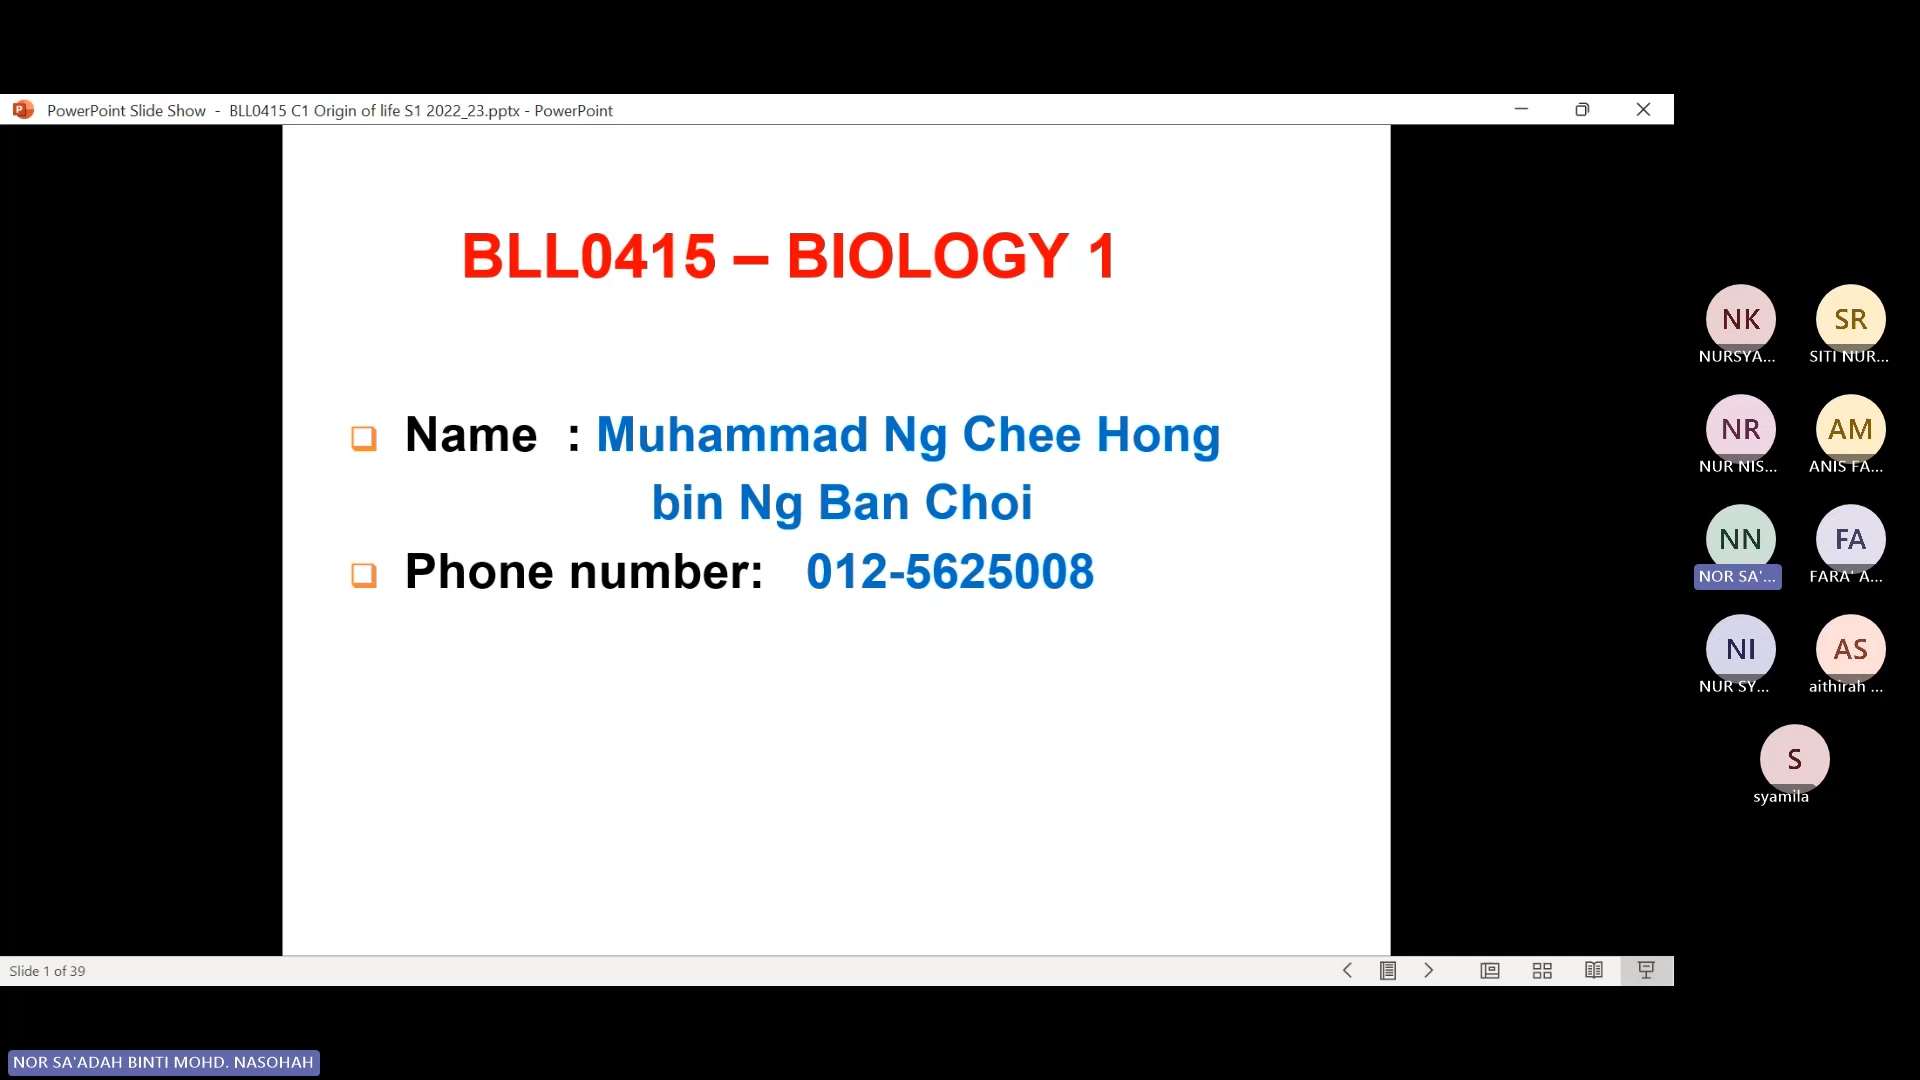 PowerPoint Slide Show - BLL0415 C1 Origin of life S1 2022_23.pptx - PowerPoint
BLL0415 – BIOLOGY 1
Name : Muhammad Ng Chee Hong
bin Ng Ban Choi
Phone number: 012-5625008
NK
SR
NURSYA...
SITI NUR...
NR
AM
NUR NIS...
ANIS FA...
NN
FA
NOR SA'...
FARA' A...
NI
AS
NUR SY...
aithirah ...
S
syamila
Slide 1 of 39
NOR SA'ADAH BINTI MOHD. NASOHAH